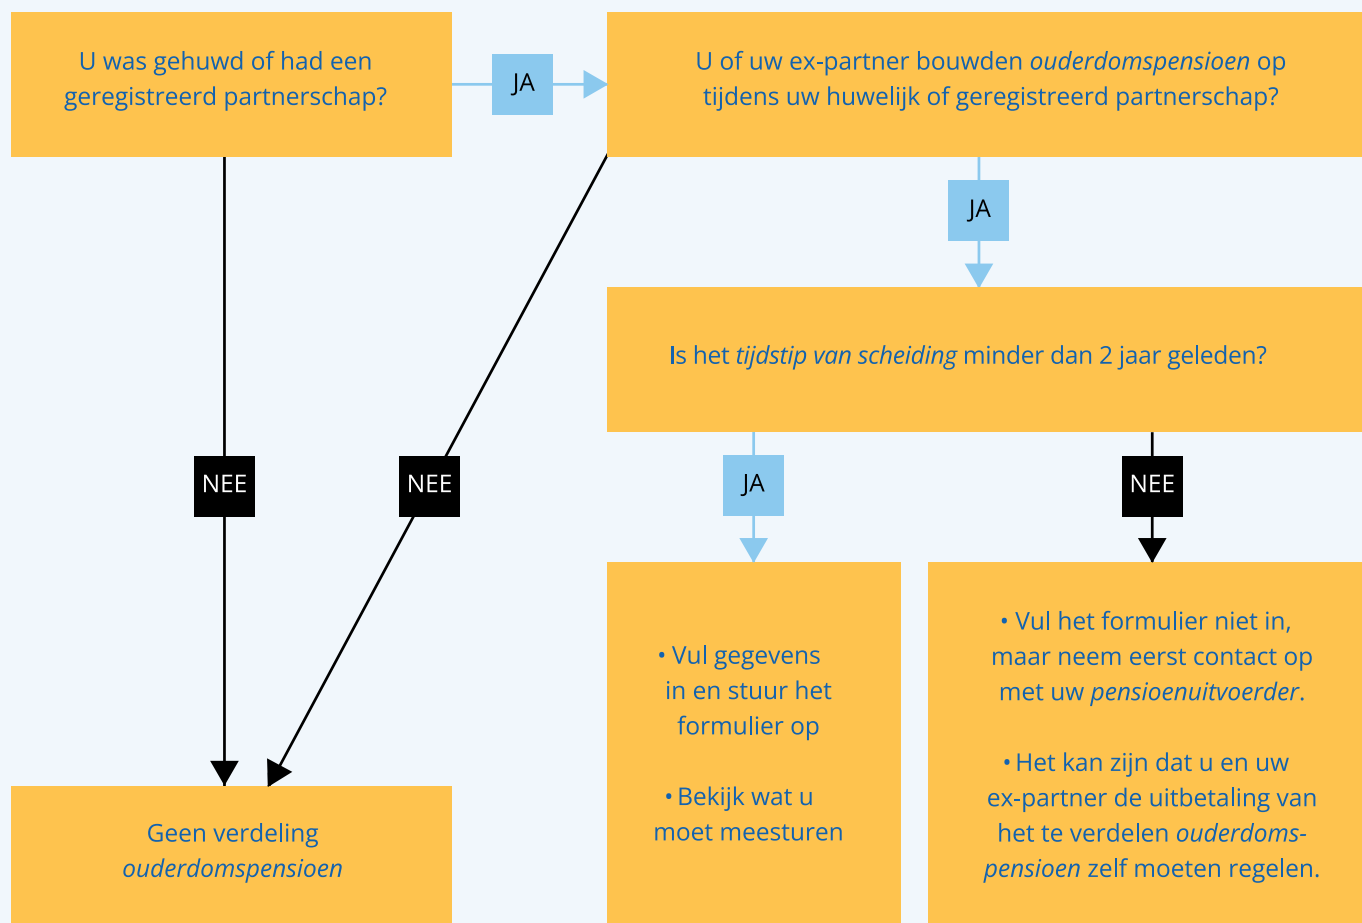 U was gehuwd of had een
geregistreerd partnerschap?
JA
U of uw ex-partner bouwden ouderdomspensioen op
tijdens uw huwelijk of geregistreerd partnerschap?
JA
Is het tijdstip van scheiding minder dan 2 jaar geleden?
NEE
NEE
JA
NEE
• Vul gegevens
in en stuur het
formulier op
• Bekijk wat u
moet meesturen
• Vul het formulier niet in,
maar neem eerst contact op
met uw pensioenuitvoerder.
• Het kan zijn dat u en uw
ex-partner de uitbetaling van
het te verdelen ouderdoms-
pensioen zelf moeten regelen.
Geen verdeling
ouderdomspensioen